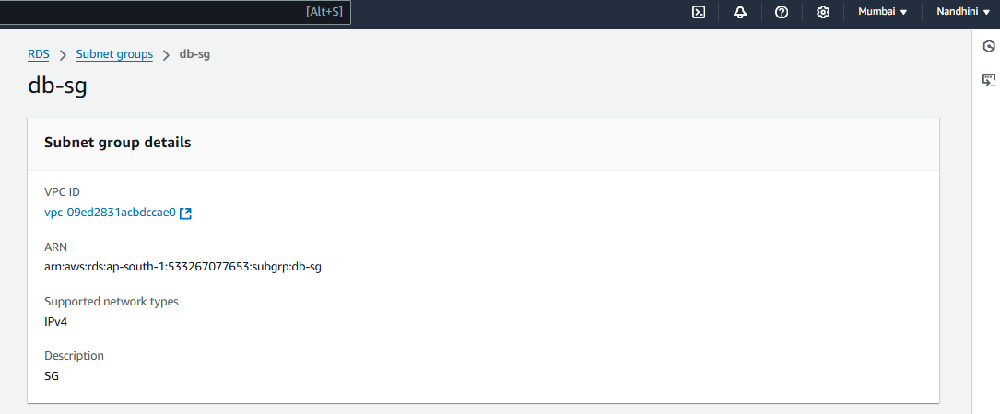 [Alt+S]
Mumbai
Nandhini
RDS
Subnet groups
db-sg
db-sg
Subnet group details
VPC ID
vpc-09ed2831acbdccae0
ARN
arn:aws:rds:ap-south-1:533267077653:subgrp:db-sg
Supported network types
IPv4
Description
SG